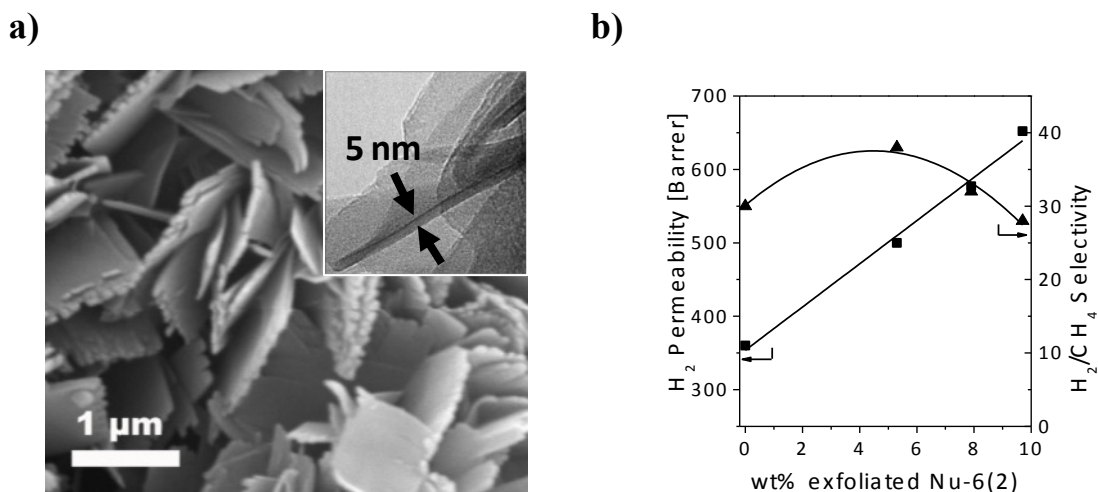 a)
5 nm
1 µm
b)
H2 Permeability [Barrer]
700
600
500
400
300
0
2
4
6
8
10
wt% exfoliated Nu-6(2)
40
30
20
10
0
H2/CH4 Selectivity